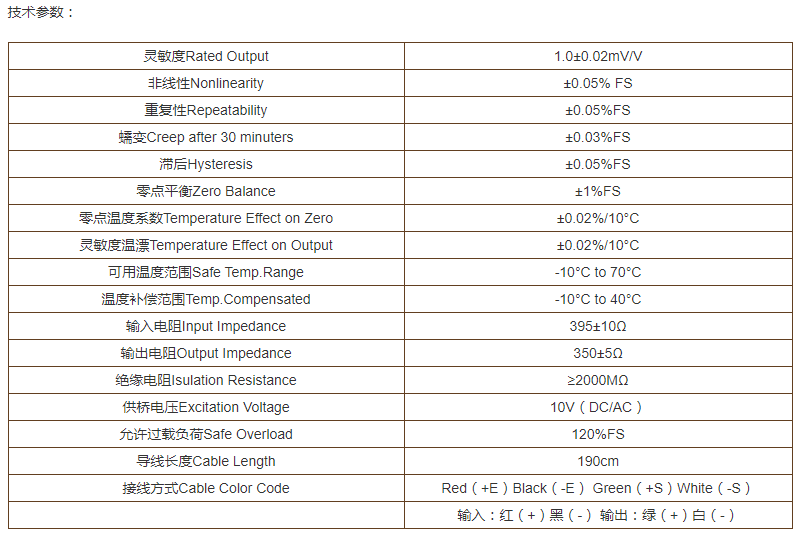 技术参数：
灵敏度Rated Output 1.0±0.02mV/V
非线性Nonlinearity ±0.05% FS
重复性Repeatability ±0.05%FS
蠕变Creep after 30 minuters ±0.03%FS
滞后Hysteresis ±0.05%FS
零点平衡Zero Balance ±1%FS
零点温度系数Temperature Effect on Zero ±0.02%/10°C
灵敏度温漂Temperature Effect on Output ±0.02%/10°C
可用温度范围Safe Temp.Range -10°C to 70°C
温度补偿范围Temp.Compensated -10°C to 40°C
输入电阻Input Impedance 395±10Ω
输出电阻Output Impedance 350±5Ω
绝缘电阻Isulation Resistance ≥2000MΩ
供桥电压Excitation Voltage 10V（DC/AC）
允许过载负荷Safe Overload 120%FS
导线长度Cable Length 190cm
接线方式Cable Color Code Red（+E）Black（-E） Green（+S）White（-S）
输入：红（+）黑（-） 输出：绿（+）白（-）